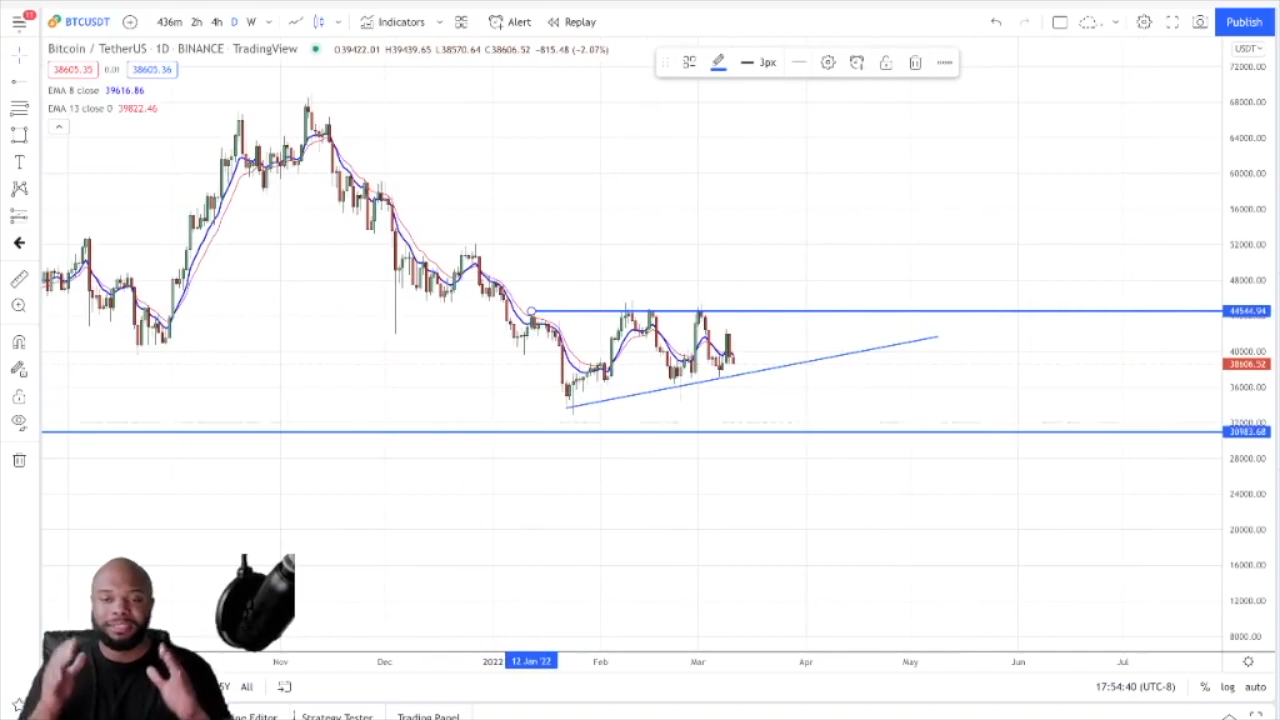 11
BTCUSDT 436m 2h 4h D W Indicators Alert Replay Publish
Bitcoin / TetherUS · 1D · BINANCE · TradingView O39422.01 H39439.65 L38570.64 C38606.52 −815.48 (−2.07%)
USDT
3px
38605.35 0.01 38605.36
EMA 8 close 39616.86
EMA 13 close 0 39822.46
72000.00
68000.00
64000.00
60000.00
56000.00
52000.00
48000.00
44544.94
40000.00
38606.52
36000.00
32000.00
30983.68
28000.00
24000.00
20000.00
16000.00
12000.00
8000.00
Nov Dec 2022 12 Jan '22 Feb Mar Apr May Jun Jul
5Y All 17:54:40 (UTC-8) % log auto
Editor Strategy Tester Trading Panel